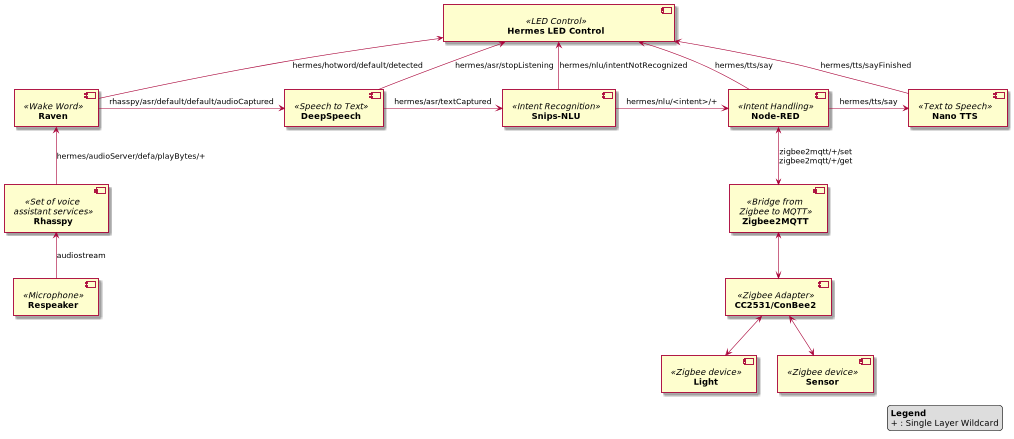 «LED Control»
Hermes LED Control
hermes/hotword/default/detected
hermes/asr/stopListening
hermes/nlu/intentNotRecognized
hermes/tts/say
hermes/tts/sayFinished
«Wake Word»
Raven
rhasspy/asr/default/default/audioCaptured
«Speech to Text»
DeepSpeech
hermes/asr/textCaptured
«Intent Recognition»
Snips-NLU
hermes/nlu/<intent>/+
«Intent Handling»
Node-RED
hermes/tts/say
«Text to Speech»
Nano TTS
hermes/audioServer/defa/playBytes/+
zigbee2mqtt/+/set
zigbee2mqtt/+/get
«Set of voice
assistant services»
Rhasspy
«Bridge from
Zigbee to MQTT»
Zigbee2MQTT
audiostream
«Microphone»
Respeaker
«Zigbee Adapter»
CC2531/ConBee2
«Zigbee device»
Light
«Zigbee device»
Sensor
Legend
+ : Single Layer Wildcard